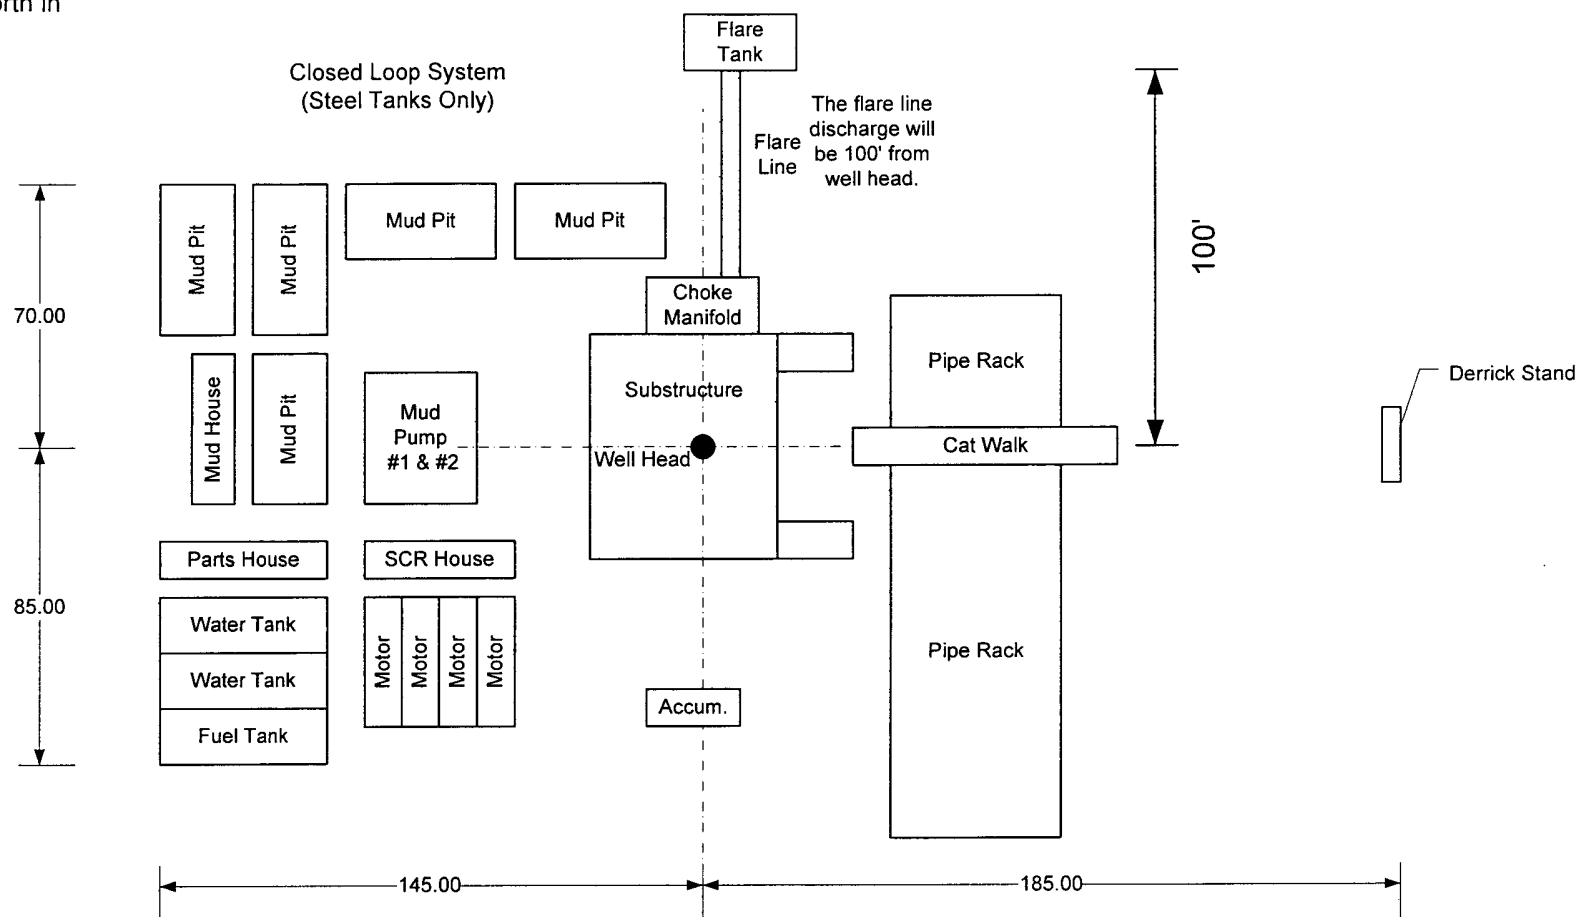 orth in
Flare
Tank
Closed Loop System
(Steel Tanks Only)
The flare line
discharge will
be 100' from
well head.
Flare
Line
Mud Pit
Mud Pit
Mud Pit
Mud Pit
100'
70.00
Choke
Manifold
Pipe Rack
Derrick Stand
Substructure
Mud House
Mud Pit
Mud
Pump
#1 & #2
Well Head
Cat Walk
Parts House
SCR House
85.00
Water Tank
Water Tank
Fuel Tank
Motor
Motor
Motor
Motor
Pipe Rack
Accum.
145.00
185.00